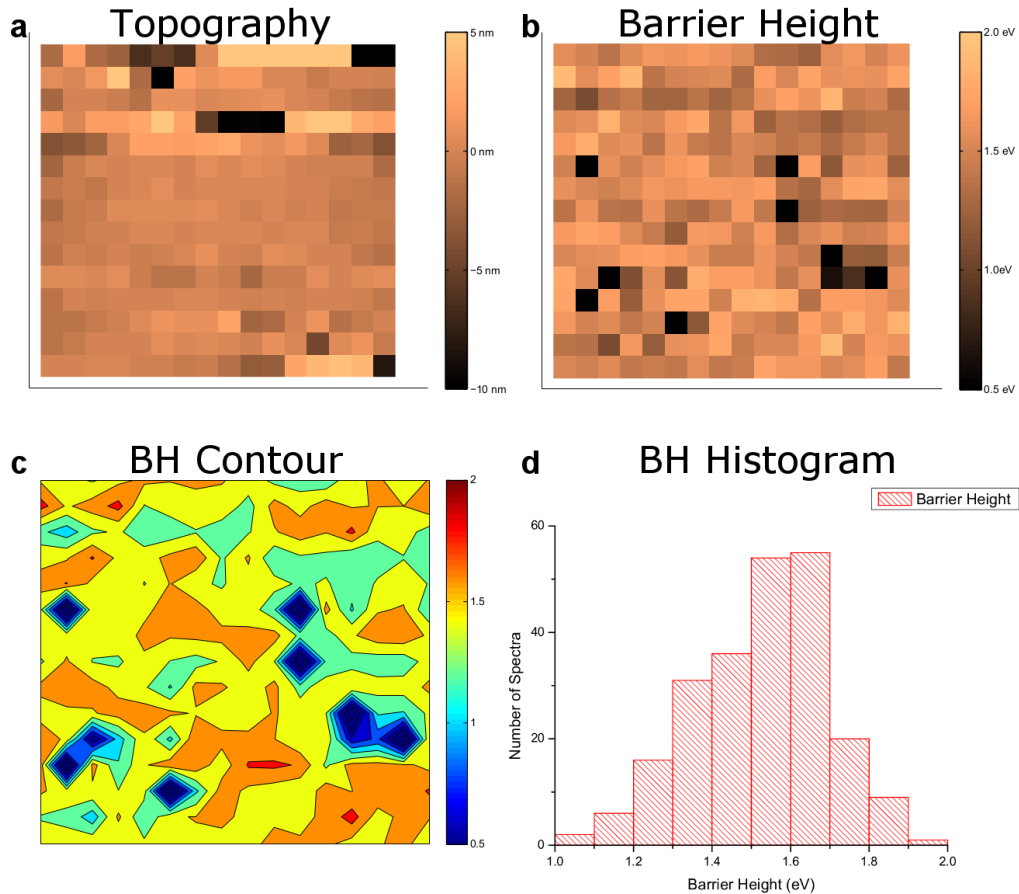 a Topography
5 nm
0 nm
−5 nm
−10 nm
b Barrier Height
2.0 eV
1.5 eV
1.0eV
0.5 eV
c BH Contour
2
1.5
1
0.5
d BH Histogram
Barrier Height
60
40
20
0
Number of Spectra
1.0 1.2 1.4 1.6 1.8 2.0
Barrier Height (eV)